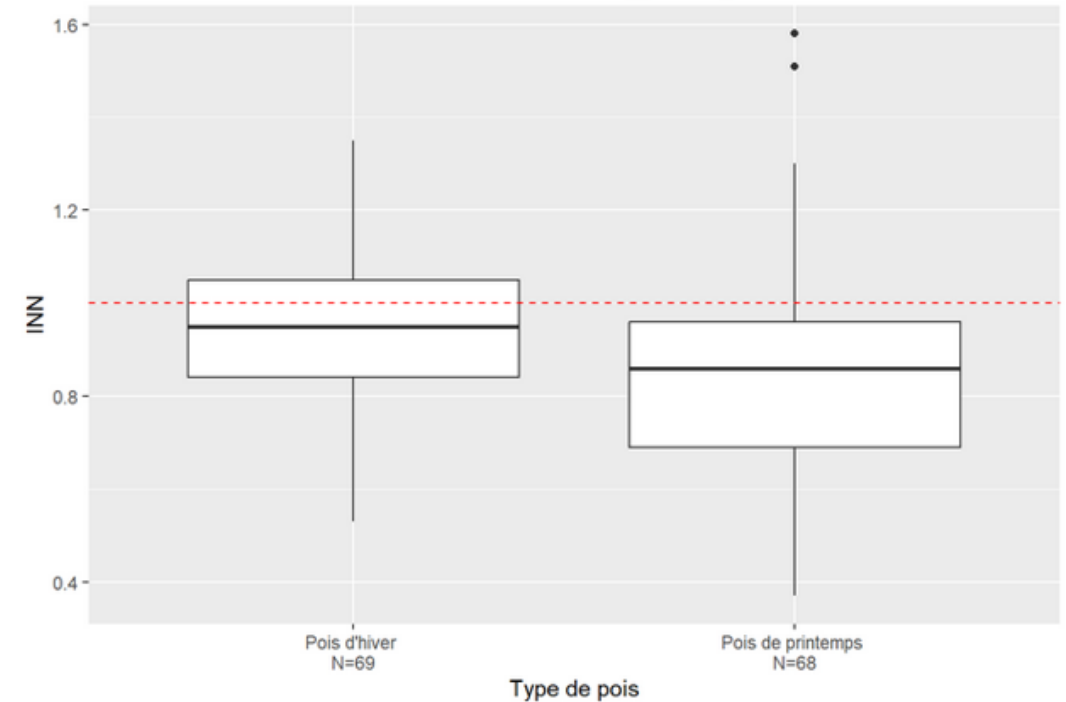 1.6
1.2
0.8
0.4
INN
Pois d'hiver
N=69
Pois de printemps
N=68
Type de pois